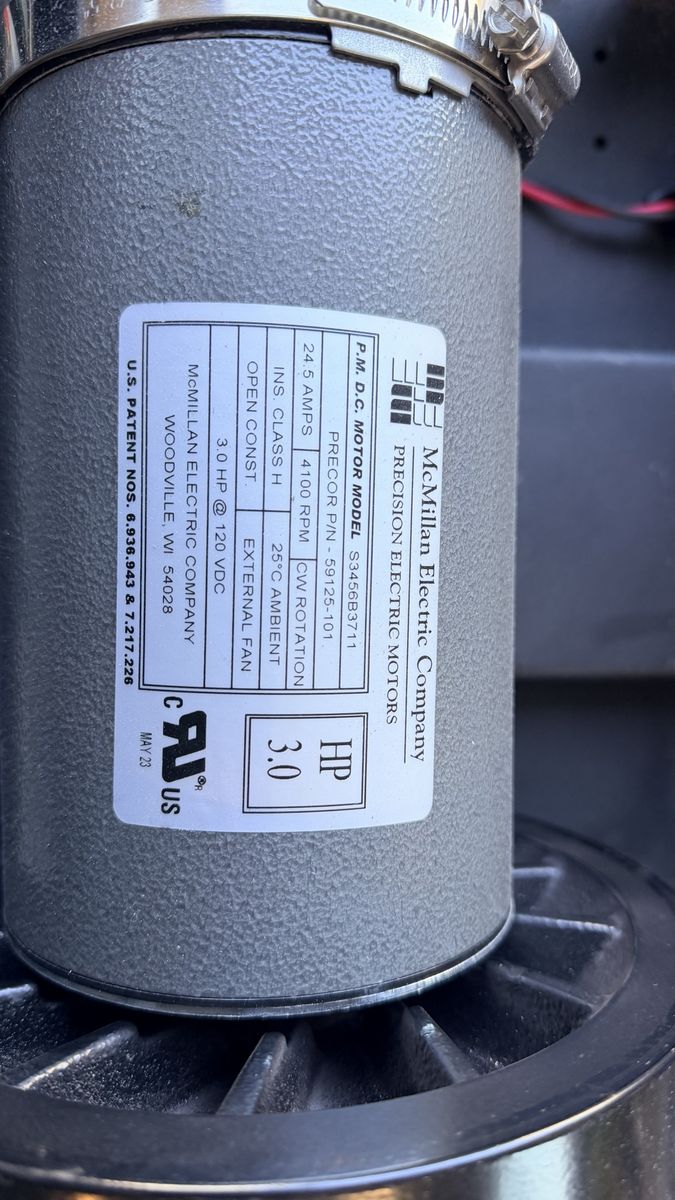 McMillan Electric Company
PRECISION ELECTRIC MOTORS
P.M. D.C. MOTOR MODEL S3456B3711
PRECOR P/N - 59125-101
24.5 AMPS 4100 RPM CW ROTATION
INS. CLASS H 25°C AMBIENT
OPEN CONST. EXTERNAL FAN
3.0 HP @ 120 VDC
McMILLAN ELECTRIC COMPANY
WOODVILLE, WI 54028
U.S. PATENT NOS. 6.936.943 & 7.217.226
HP
3.0
C RU ® US
MAY 23